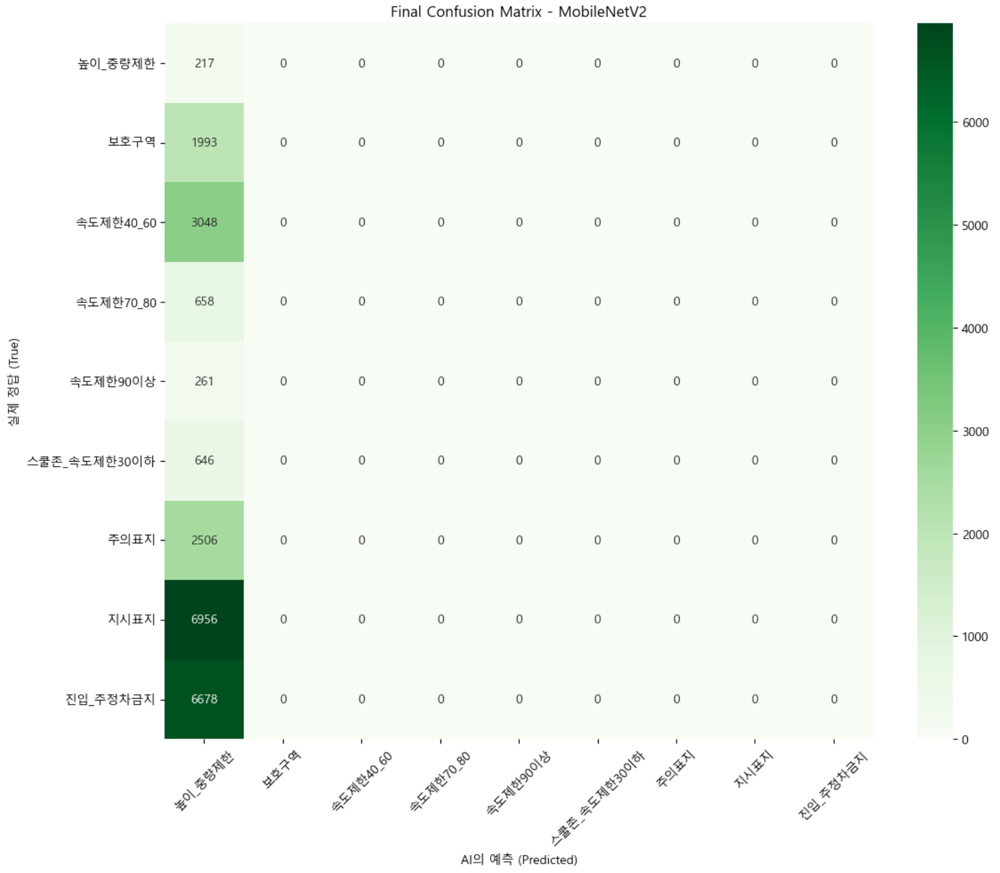 Final Confusion Matrix - MobileNetV2
높이_중량제한 217 0 0 0 0 0 0 0 0
보호구역 1993 0 0 0 0 0 0 0 0
속도제한40_60 3048 0 0 0 0 0 0 0 0
속도제한70_80 658 0 0 0 0 0 0 0 0
속도제한90이상 261 0 0 0 0 0 0 0 0
스쿨존_속도제한30이하 646 0 0 0 0 0 0 0 0
주의표지 2506 0 0 0 0 0 0 0 0
지시표지 6956 0 0 0 0 0 0 0 0
진입_주정차금지 6678 0 0 0 0 0 0 0 0
실제 정답 (True)
높이_중량제한 보호구역 속도제한40_60 속도제한70_80 속도제한90이상 스쿨존_속도제한30이하 주의표지 지시표지 진입_주정차금지
AI의 예측 (Predicted)
6000
5000
4000
3000
2000
1000
0